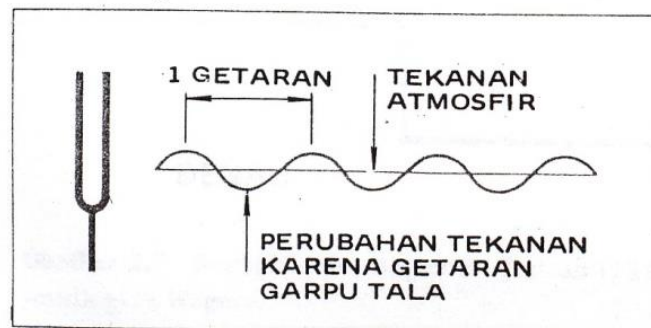 1 GETARAN
TEKANAN
ATMOSFIR
PERUBAHAN TEKANAN
KARENA GETARAN
GARPU TALA